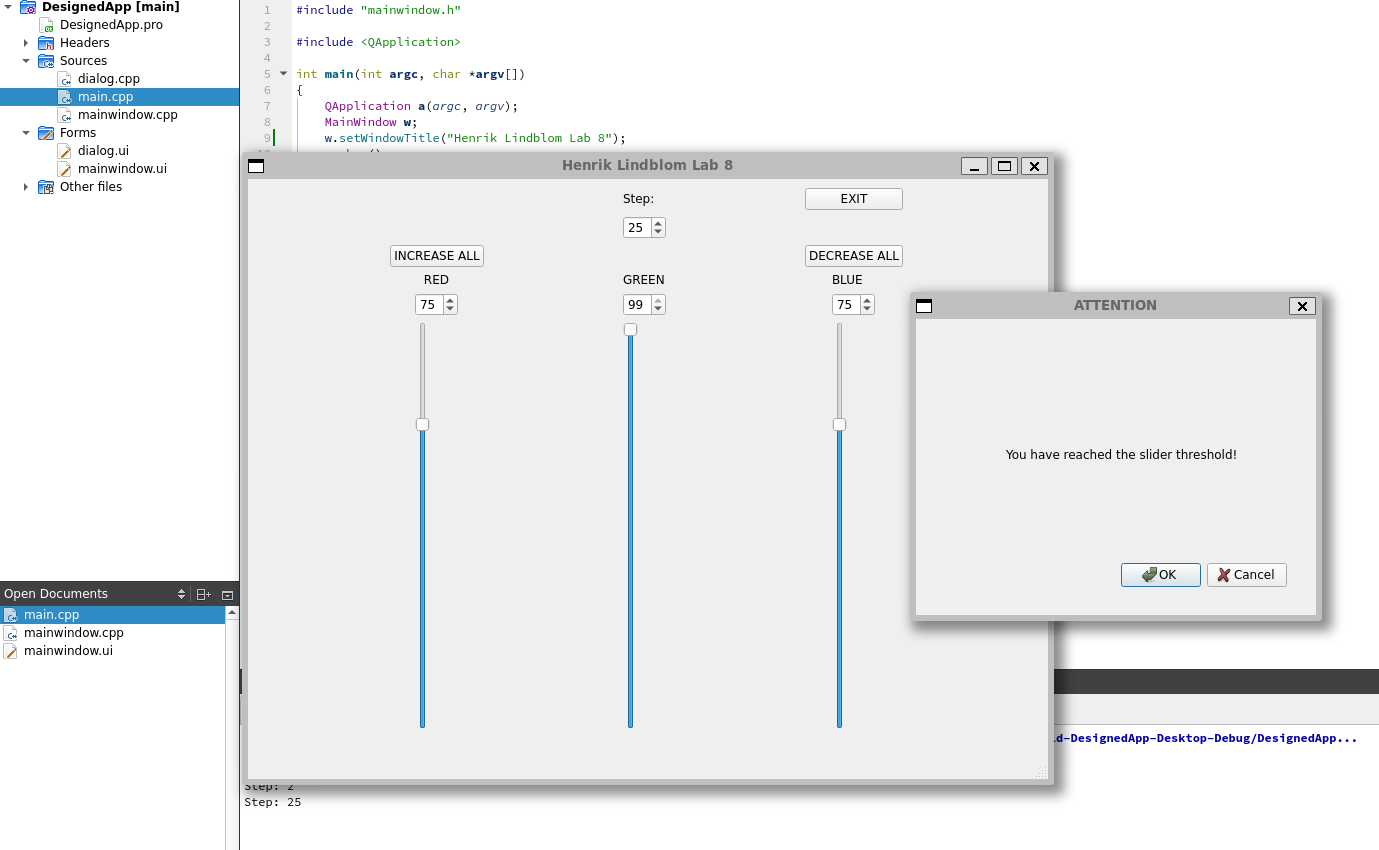 DesignedApp [main]
DesignedApp.pro
Headers
Sources
dialog.cpp
main.cpp
mainwindow.cpp
Forms
dialog.ui
mainwindow.ui
Other files
Open Documents
main.cpp
mainwindow.cpp
mainwindow.ui
1 #include "mainwindow.h"
2
3 #include <QApplication>
4
5 int main(int argc, char *argv[])
6 {
7 QApplication a(argc, argv);
8 MainWindow w;
9 w.setWindowTitle("Henrik Lindblom Lab 8");
Henrik Lindblom Lab 8
Step:
EXIT
25
INCREASE ALL
DECREASE ALL
RED
GREEN
BLUE
75
99
75
ATTENTION
You have reached the slider threshold!
OK
Cancel
d-DesignedApp-Desktop-Debug/DesignedApp...
Step: 2
Step: 25